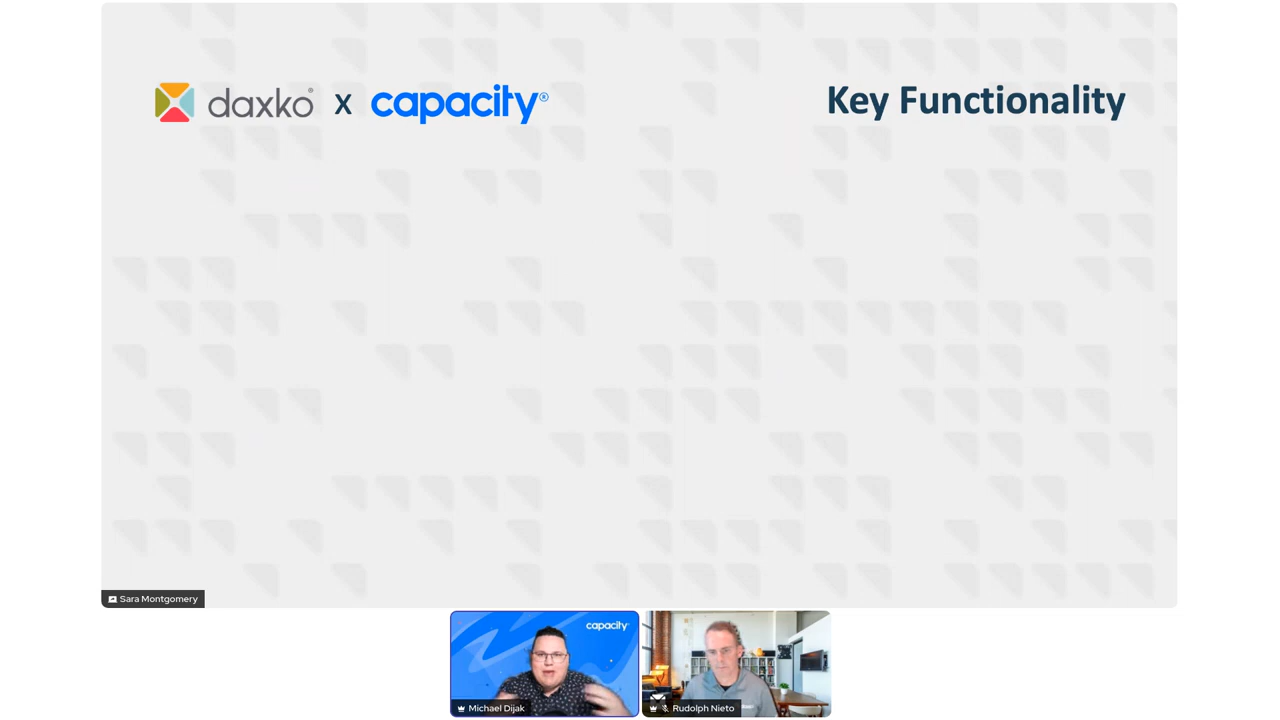 daxko® x capacity®
Key Functionality
Sara Montgomery
capacity
Michael Dijak
Rudolph Nieto